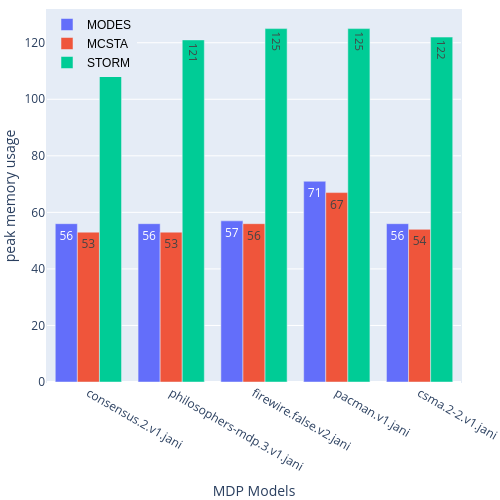 MODES
MCSTA
STORM
peak memory usage
120
100
80
60
40
20
0
56
53
56
53
121
57
56
125
71
67
125
56
54
122
consensus.2.v1.jani
philosophers-mdp.3.v1.jani
firewire.false.v2.jani
pacman.v1.jani
csma.2-2.v1.jani
MDP Models